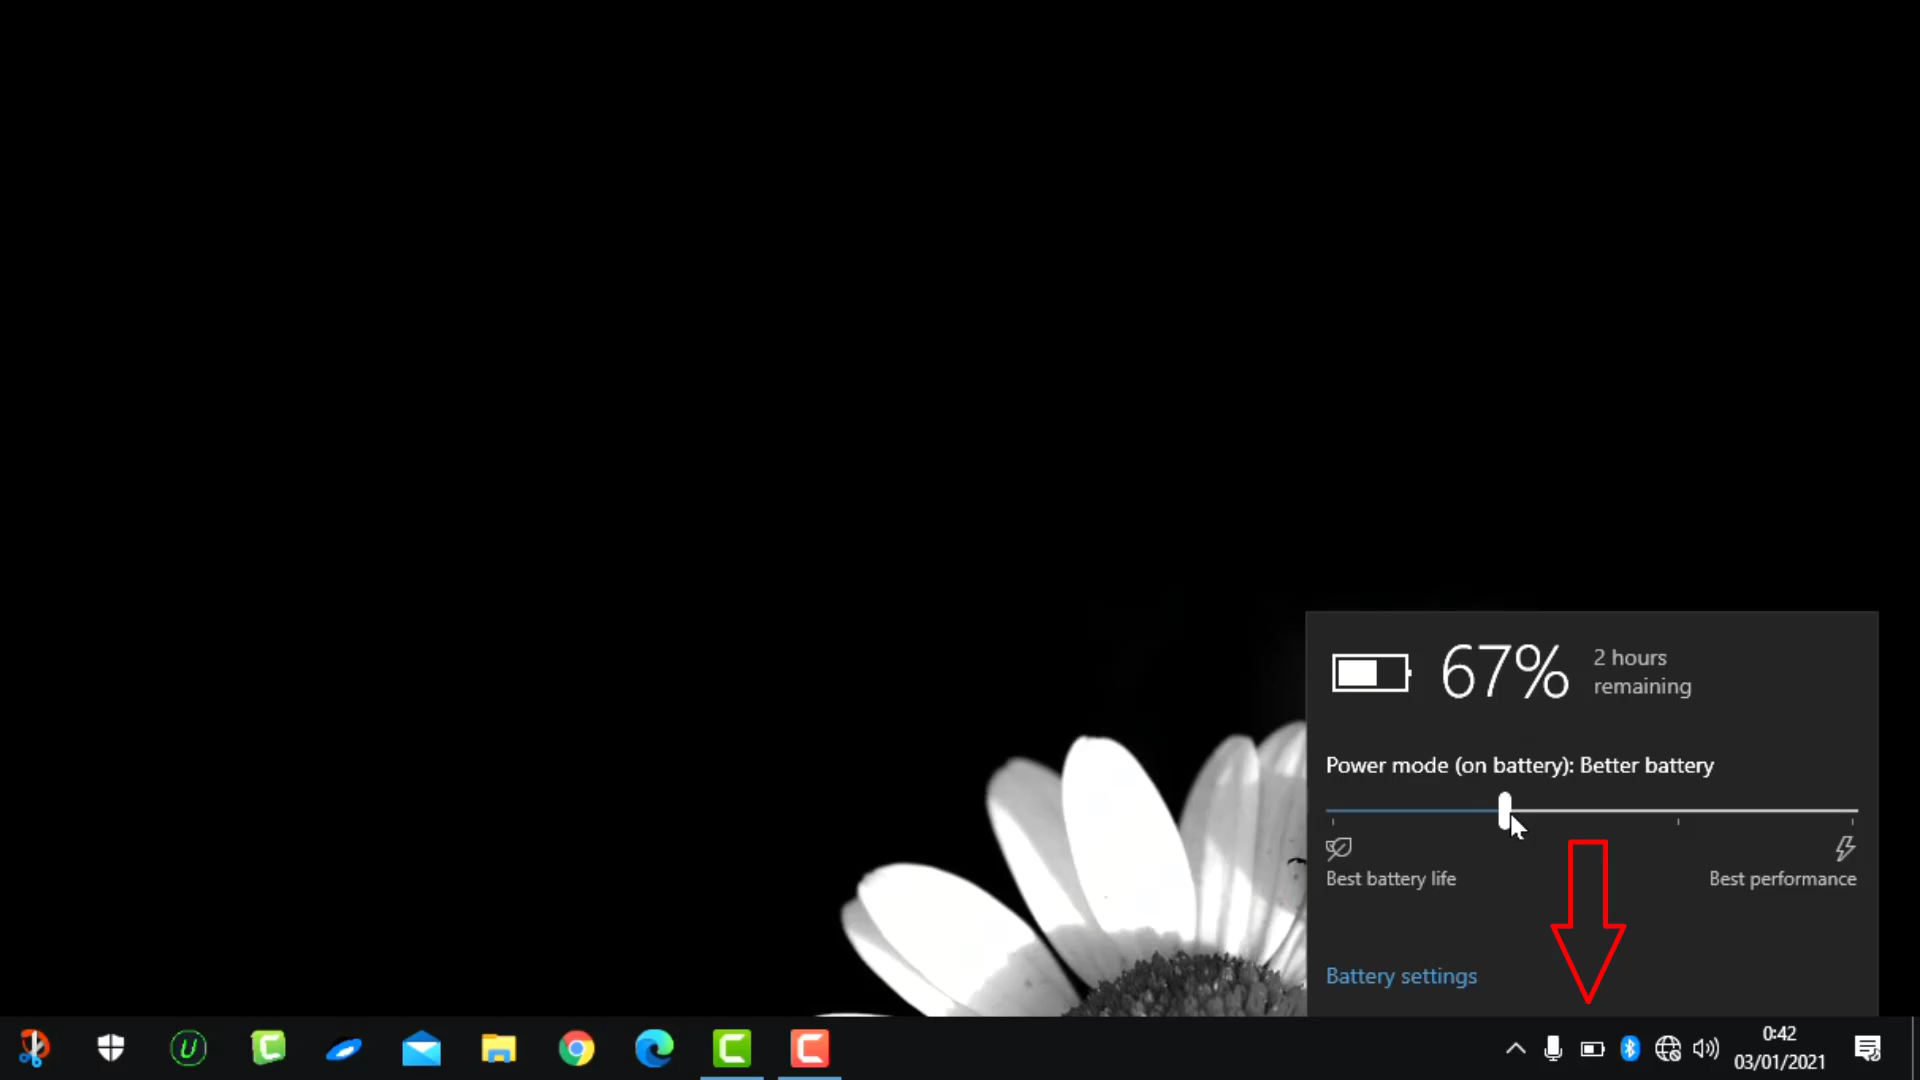 67%
2 hours
remaining
Power mode (on battery): Better battery
Best battery life
Best performance
Battery settings
0:42
03/01/2021